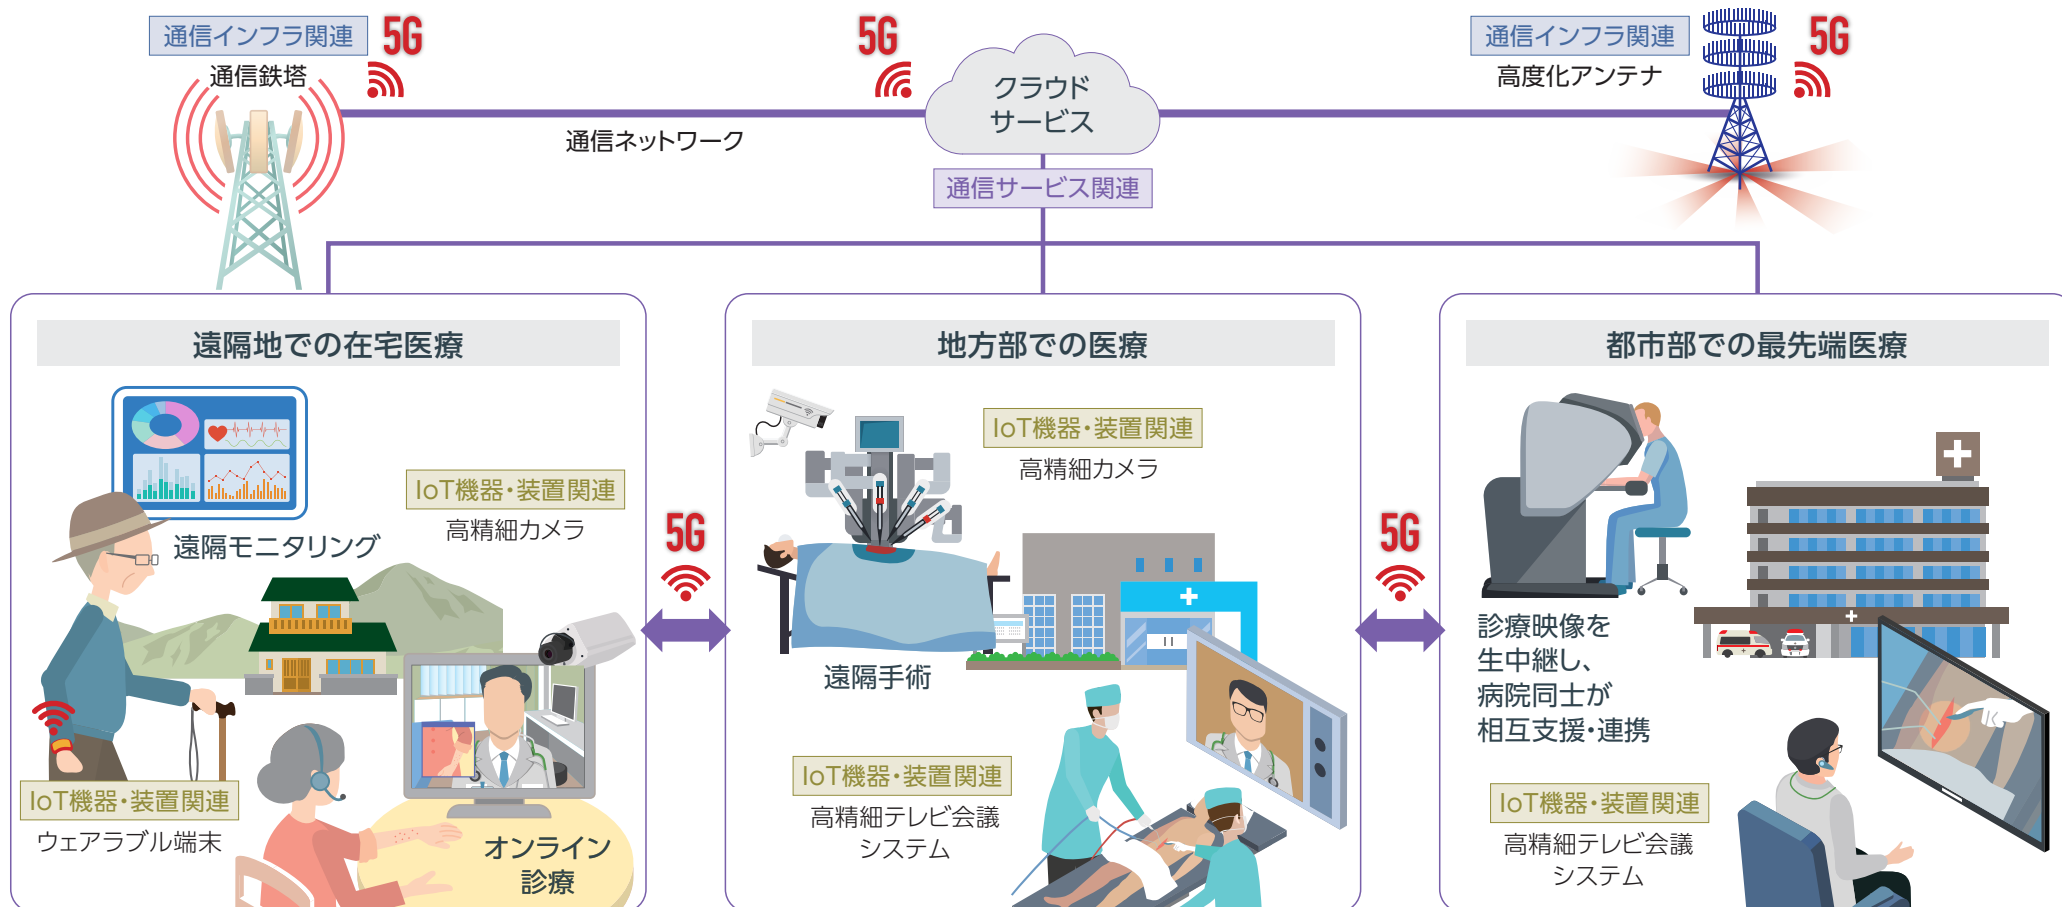 通信インフラ関連
5G
通信鉄塔
5G
クラウド
サービス
通信インフラ関連
5G
高度化アンテナ
通信ネットワーク
通信サービス関連
遠隔地での在宅医療
IoT機器・装置関連
高精細カメラ
遠隔モニタリング
IoT機器・装置関連
ウェアラブル端末
オンライン
診療
5G
地方部での医療
IoT機器・装置関連
高精細カメラ
遠隔手術
IoT機器・装置関連
高精細テレビ会議
システム
5G
都市部での最先端医療
診療映像を
生中継し、
病院同士が
相互支援・連携
IoT機器・装置関連
高精細テレビ会議
システム